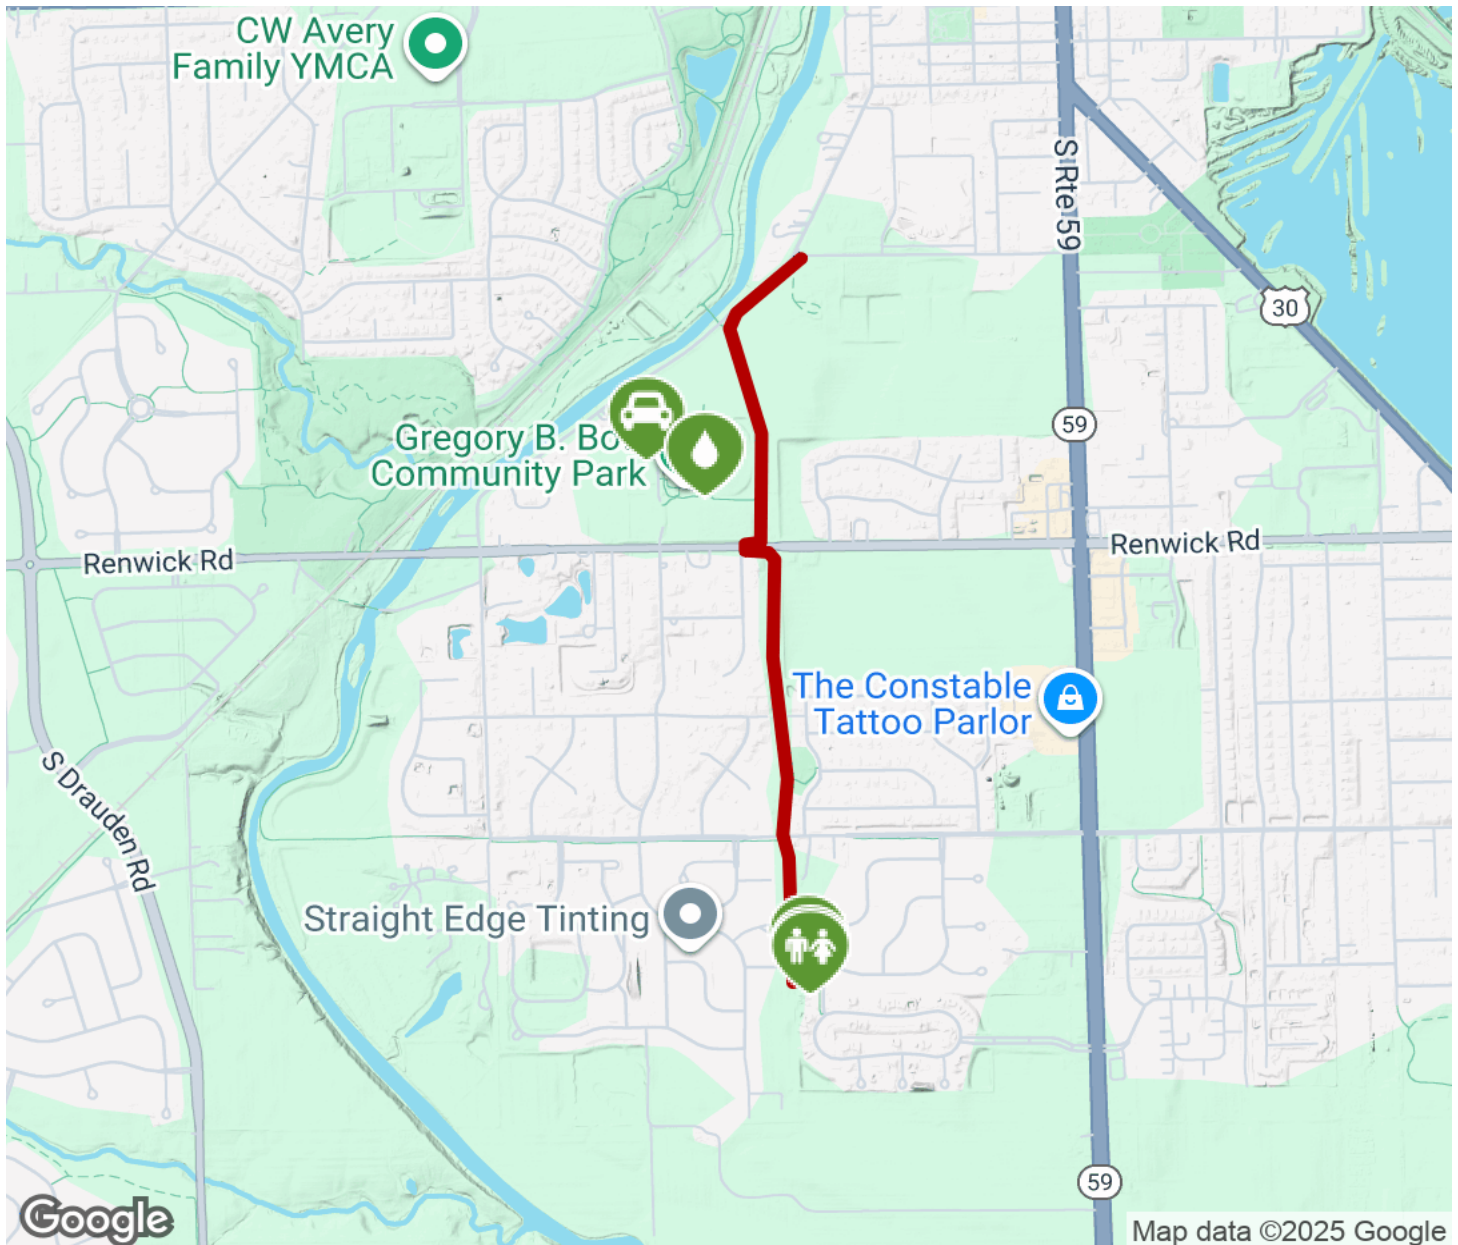 CW Avery
Family YMCA
S Rte 59
30
59
Gregory B. Bo
Community Park
Renwick Rd
Renwick Rd
The Constable
Tattoo Parlor
S Drauden Rd
Straight Edge Tinting
59
Google
Map data ©2025 Google